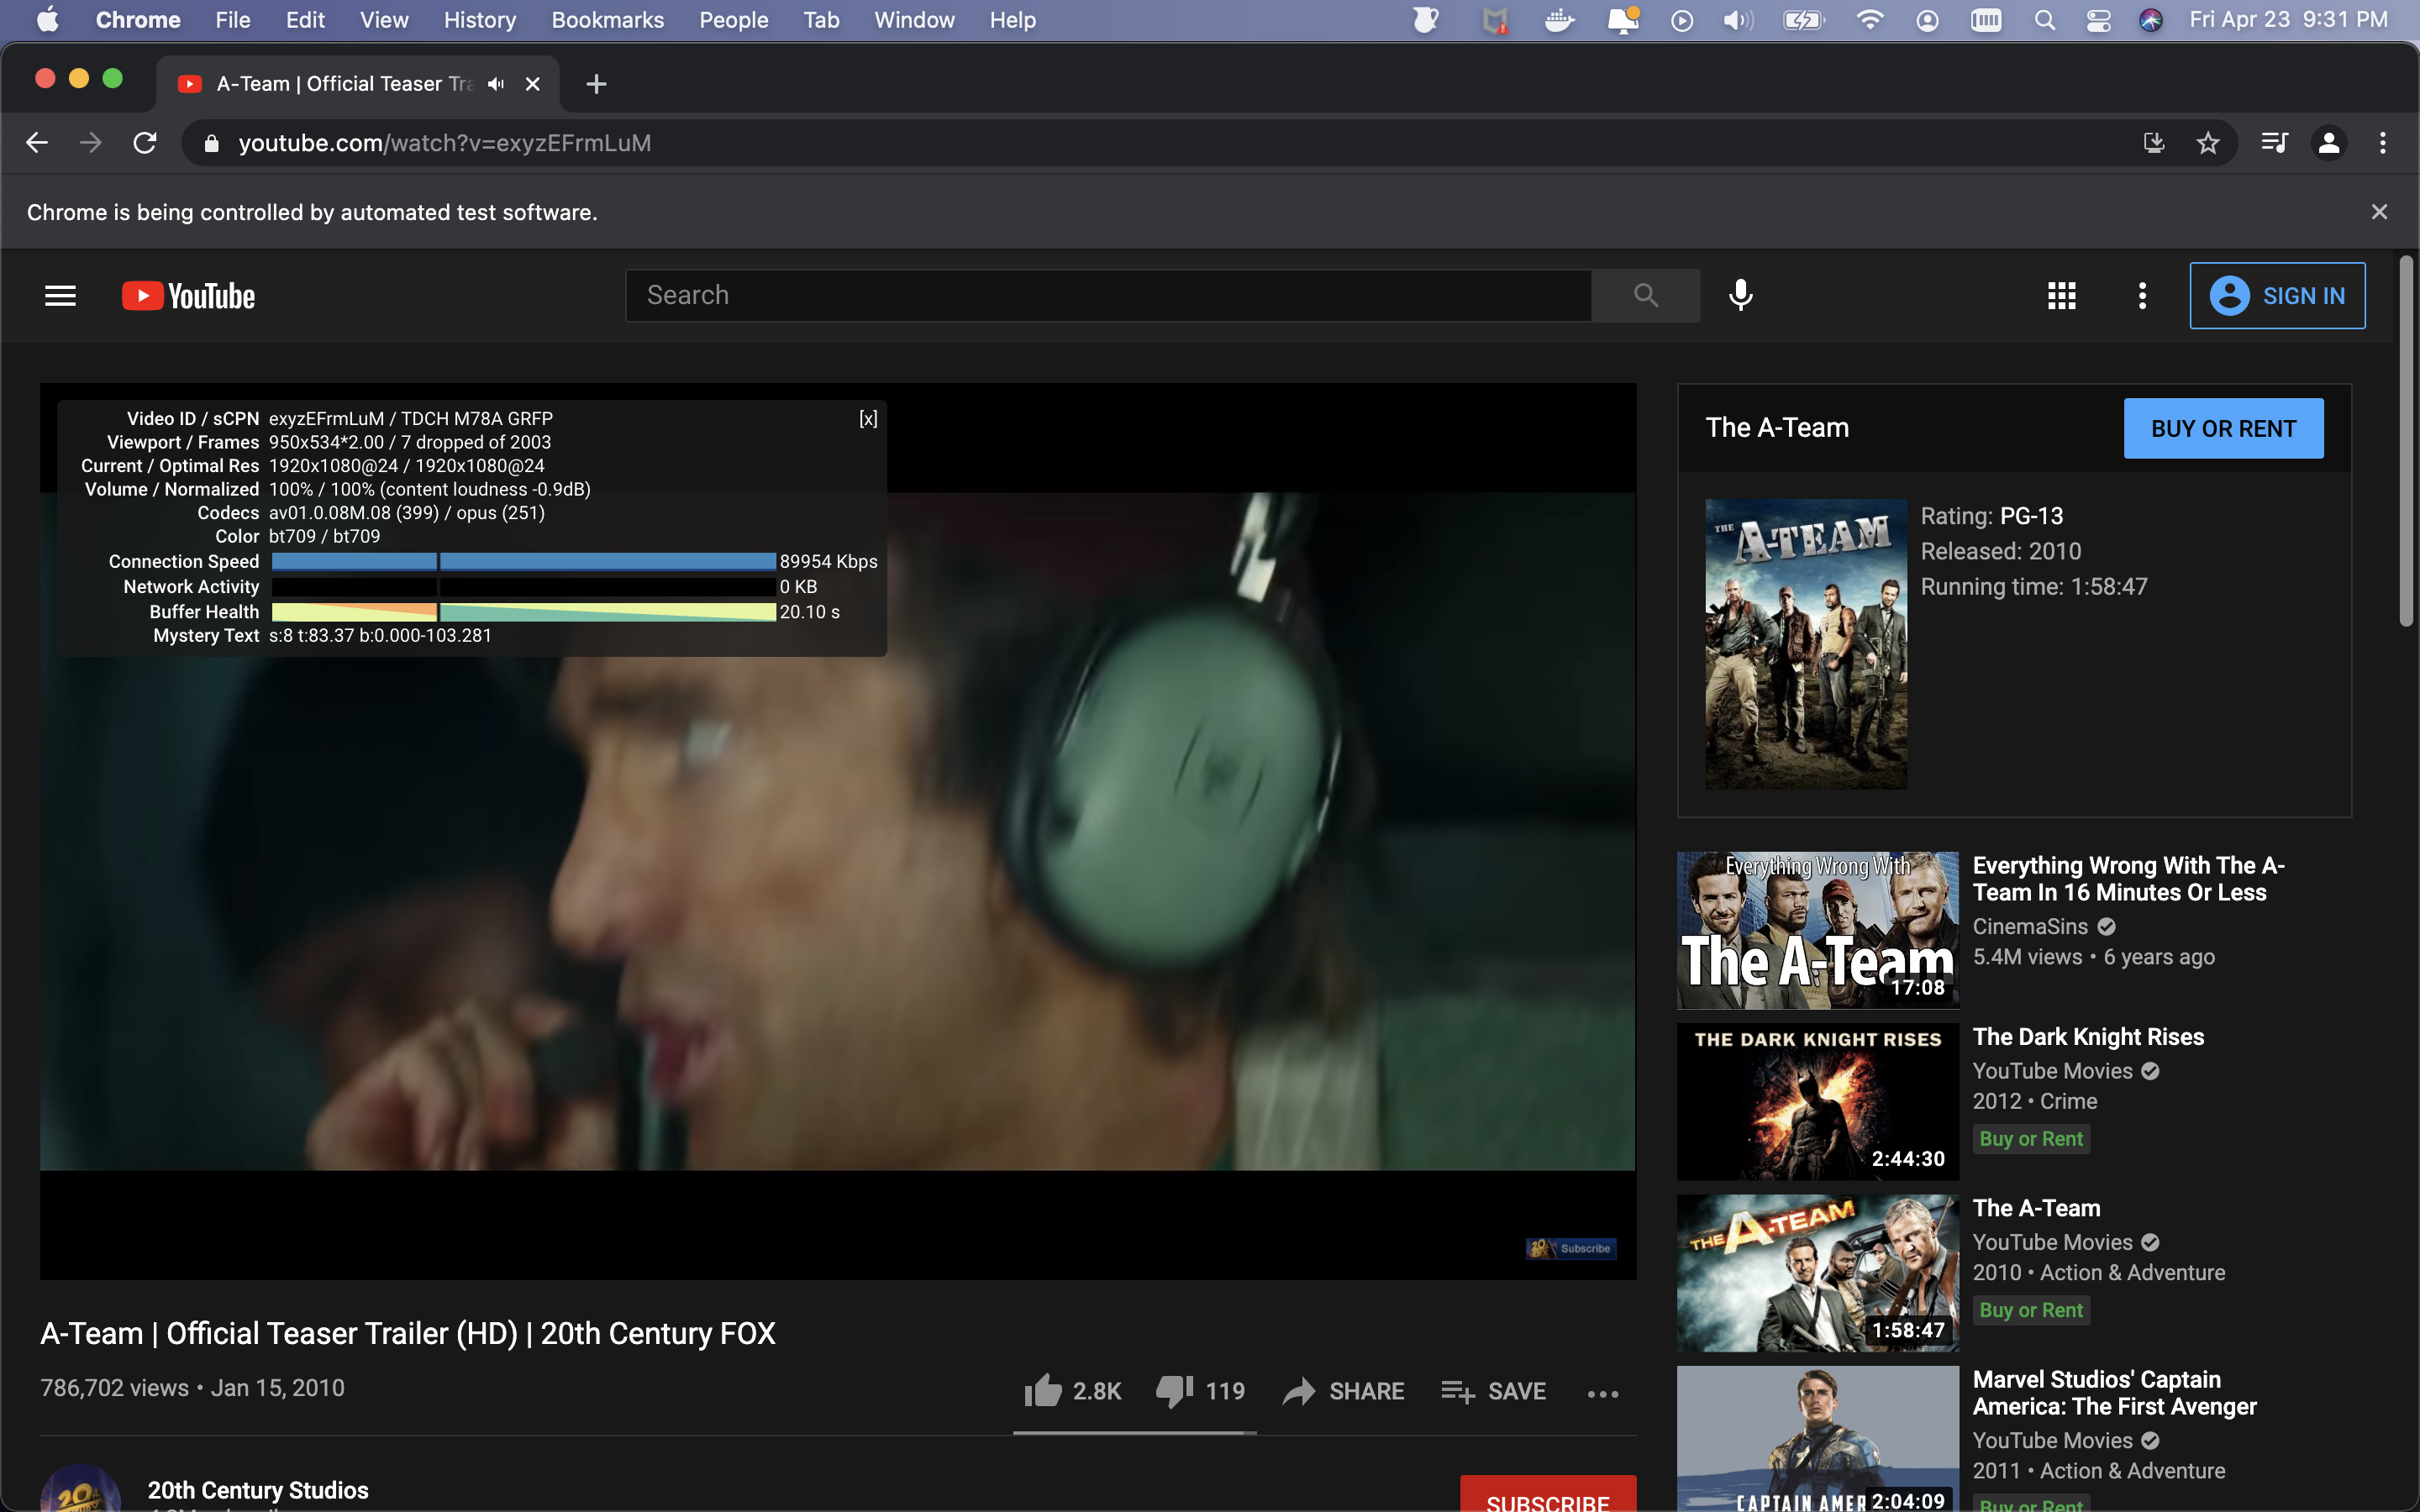 Chrome File Edit View History Bookmarks People Tab Window Help Fri Apr 23 9:31 PM
A-Team | Official Teaser Tra
youtube.com/watch?v=exyzEFrmLuM
Chrome is being controlled by automated test software.
YouTube
Search
SIGN IN
Video ID / sCPN exyzEFrmLuM / TDCH M78A GRFP [x]
Viewport / Frames 950x534*2.00 / 7 dropped of 2003
Current / Optimal Res 1920x1080@24 / 1920x1080@24
Volume / Normalized 100% / 100% (content loudness -0.9dB)
Codecs av01.0.08M.08 (399) / opus (251)
Color bt709 / bt709
Connection Speed 89954 Kbps
Network Activity 0 KB
Buffer Health 20.10 s
Mystery Text s:8 t:83.37 b:0.000-103.281
Subscribe
A-Team | Official Teaser Trailer (HD) | 20th Century FOX
786,702 views • Jan 15, 2010
2.8K 119 SHARE SAVE
20th Century Studios
SUBSCRIBE
The A-Team
BUY OR RENT
THE A-TEAM
Rating: PG-13
Released: 2010
Running time: 1:58:47
Everything Wrong With
The A-Team
17:08
Everything Wrong With The A-
Team In 16 Minutes Or Less
CinemaSins
5.4M views • 6 years ago
THE DARK KNIGHT RISES
2:44:30
The Dark Knight Rises
YouTube Movies
2012 • Crime
Buy or Rent
THE A-TEAM
1:58:47
The A-Team
YouTube Movies
2010 • Action & Adventure
Buy or Rent
CAPTAIN AMER
2:04:09
Marvel Studios' Captain
America: The First Avenger
YouTube Movies
2011 • Action & Adventure
Buy or Rent